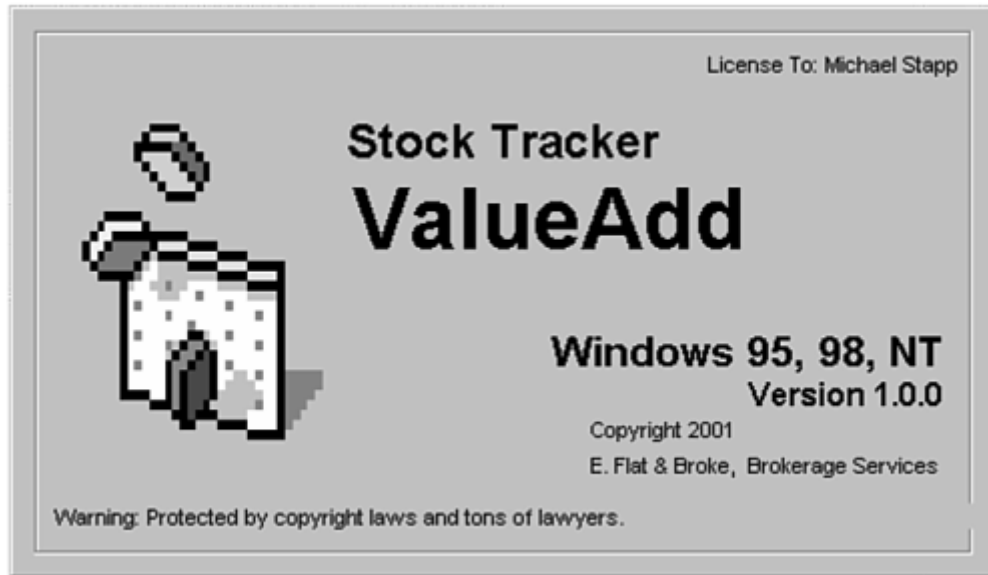 License To: Michael Stapp
Stock Tracker
ValueAdd
Windows 95, 98, NT
Version 1.0.0
Copyright 2001
E. Flat & Broke, Brokerage Services
Warning: Protected by copyright laws and tons of lawyers.